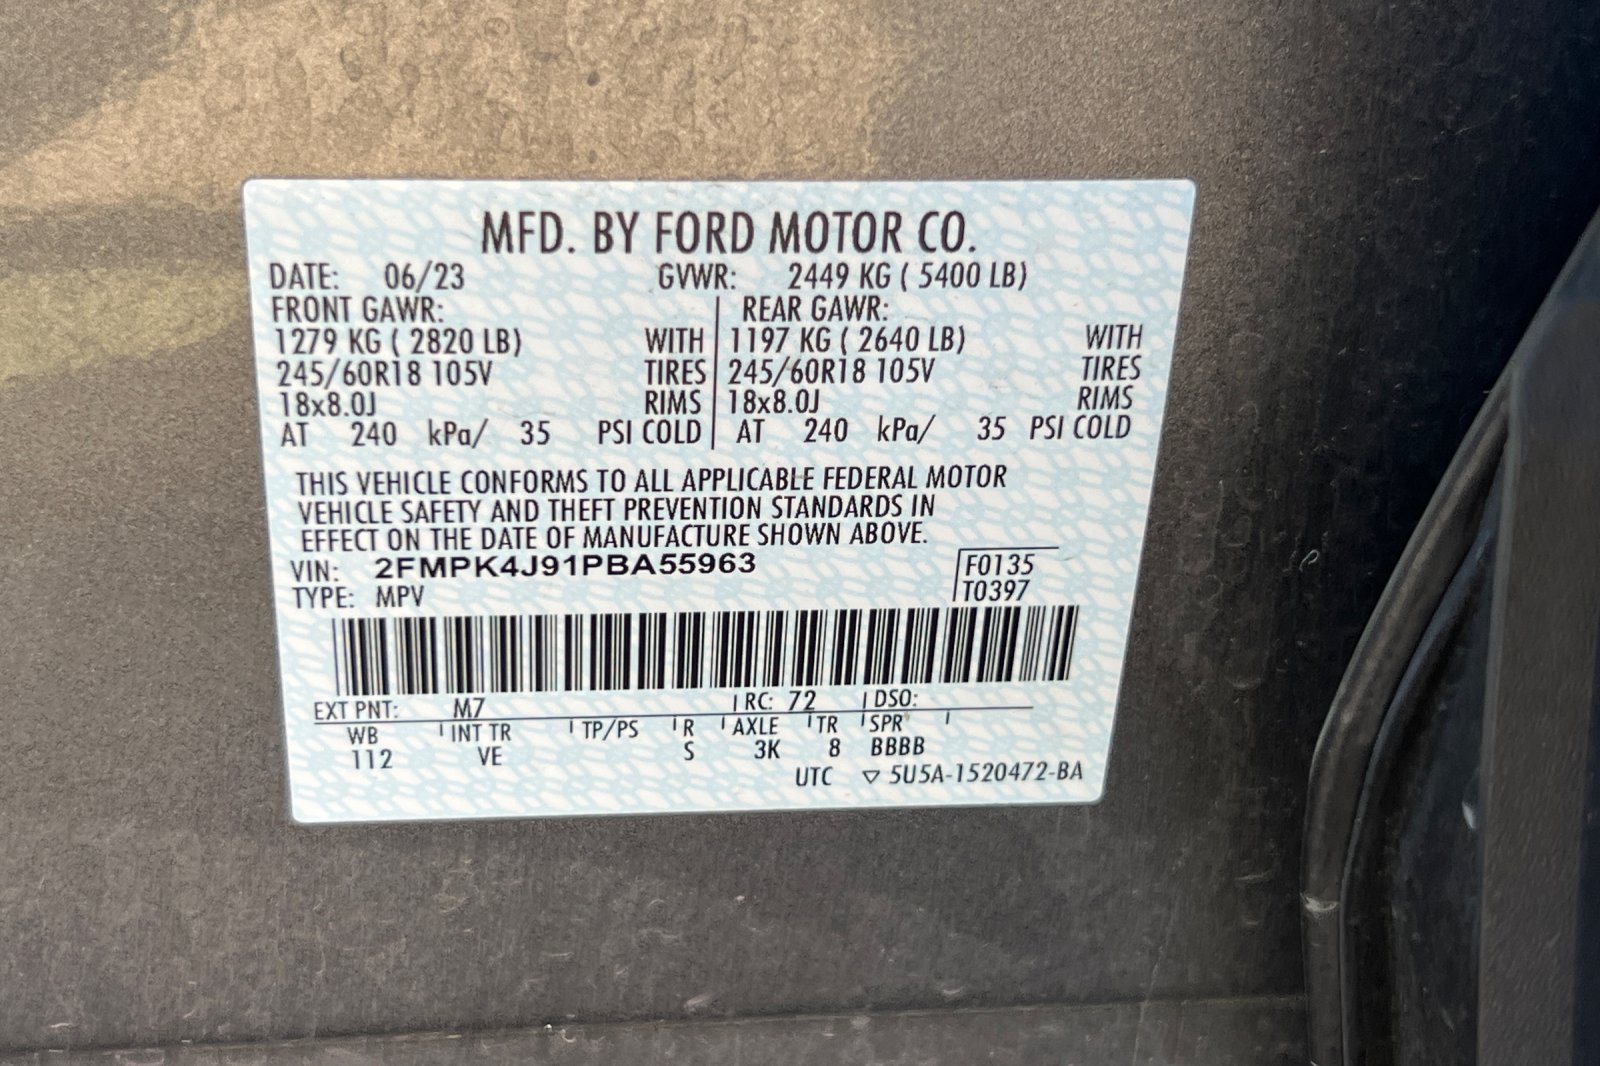 MFD. BY FORD MOTOR CO.
DATE: 06/23 GVWR: 2449 KG ( 5400 LB)
FRONT GAWR: REAR GAWR:
1279 KG ( 2820 LB) WITH 1197 KG ( 2640 LB) WITH
245/60R18 105V TIRES 245/60R18 105V TIRES
18x8.0J RIMS 18x8.0J RIMS
AT 240 kPa/ 35 PSI COLD AT 240 kPa/ 35 PSI COLD
THIS VEHICLE CONFORMS TO ALL APPLICABLE FEDERAL MOTOR
VEHICLE SAFETY AND THEFT PREVENTION STANDARDS IN
EFFECT ON THE DATE OF MANUFACTURE SHOWN ABOVE.
VIN: 2FMPK4J91PBA55963 F0135
TYPE: MPV T0397
EXT PNT: M7 RC: 72 DSO:
WB INT TR TP/PS R AXLE TR SPR
112 VE S 3K 8 BBBB
UTC ▽ 5U5A-1520472-BA